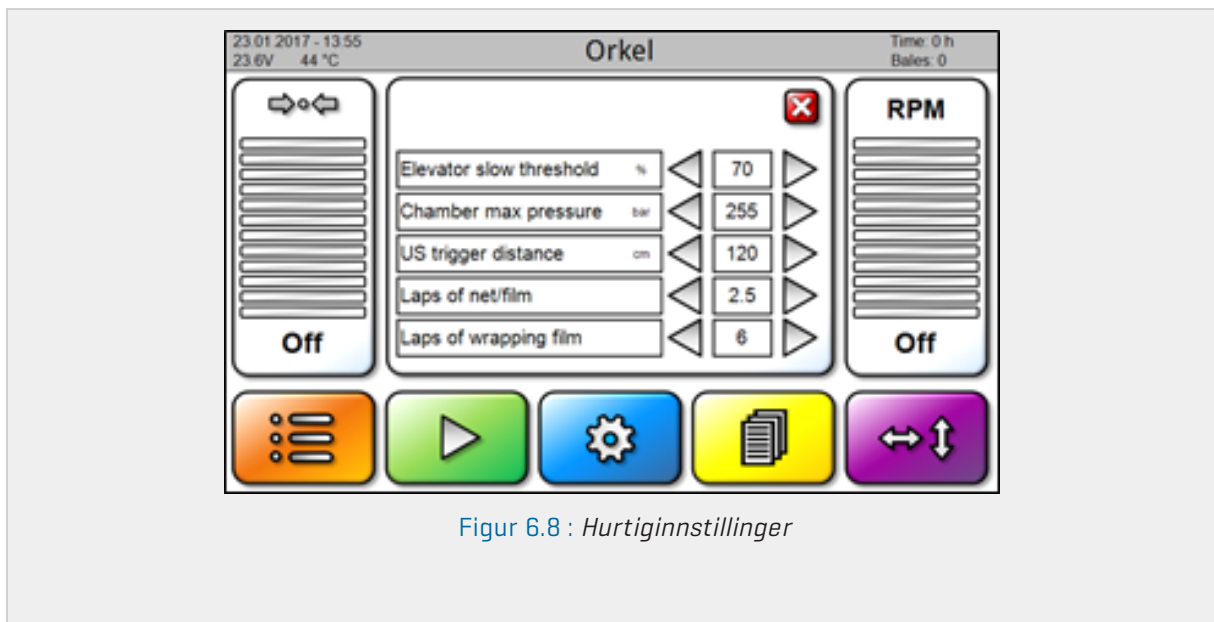 23.01.2017 - 13:55
23.6V 44 °C
Orkel
Time: 0 h
Bales: 0
Off
Elevator slow threshold % 70
Chamber max pressure bar 255
US trigger distance cm 120
Laps of net/film 2.5
Laps of wrapping film 6
RPM
Off
Figur 6.8 : Hurtiginnstillinger